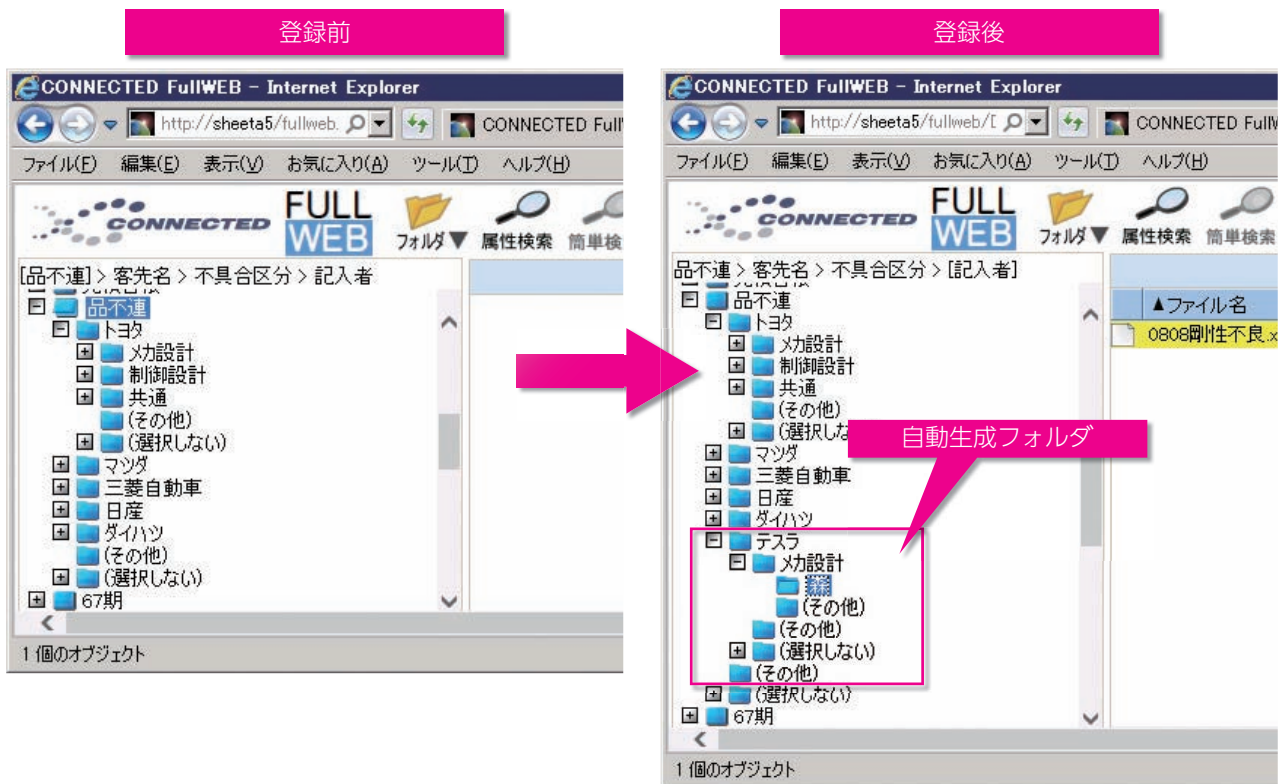 登録前
CONNECTED FullWEB - Internet Explorer
http://sheeta5/fullweb.
CONNECTED Full
ファイル(F) 編集(E) 表示(V) お気に入り(A) ツール(T) ヘルプ(H)
CONNECTED
FULL
WEB
フォルダ▼ 属性検索 簡単検
[品不連] > 客先名 > 不具合区分 > 記入者
品不連
トヨタ
メカ設計
制御設計
共通
(その他)
(選択しない)
マツダ
三菱自動車
日産
ダイハツ
(その他)
(選択しない)
67期
1 個のオブジェクト
登録後
CONNECTED FullWEB - Internet Explorer
http://sheeta5/fullweb/
CONNECTED FullW
ファイル(F) 編集(E) 表示(V) お気に入り(A) ツール(T) ヘルプ(H)
CONNECTED
FULL
WEB
フォルダ▼ 属性検索 簡単検索
品不連 > 客先名 > 不具合区分 > [記入者]
▲ファイル名
0808剛性不良.x
品不連
トヨタ
メカ設計
制御設計
共通
(その他)
(選択しな
自動生成フォルダ
マツダ
三菱自動車
日産
ダイハツ
テスラ
メカ設計
(その他)
(その他)
(選択しない)
(その他)
(選択しない)
67期
1 個のオブジェクト